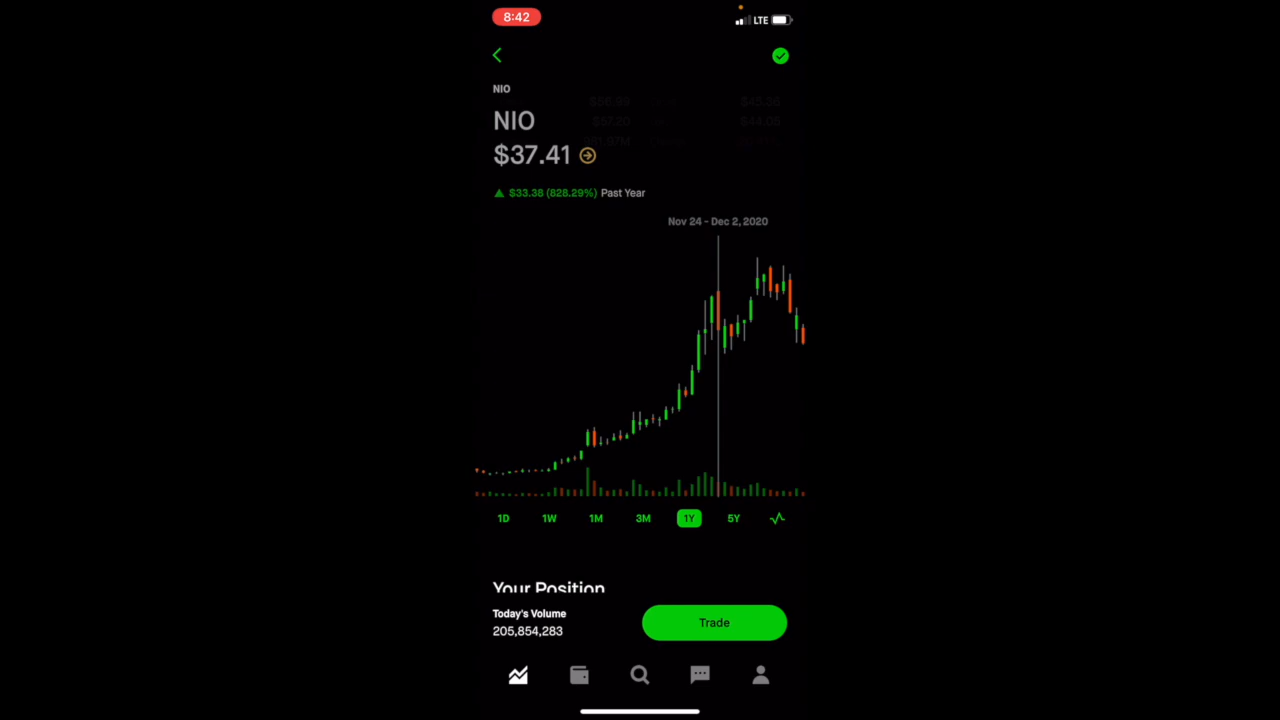 8:42
LTE
NIO
NIO
$37.41
$33.38 (828.29%) Past Year
Nov 24 - Dec 2, 2020
1D 1W 1M 3M 1Y 5Y
Your Position
Today's Volume
205,854,283
Trade